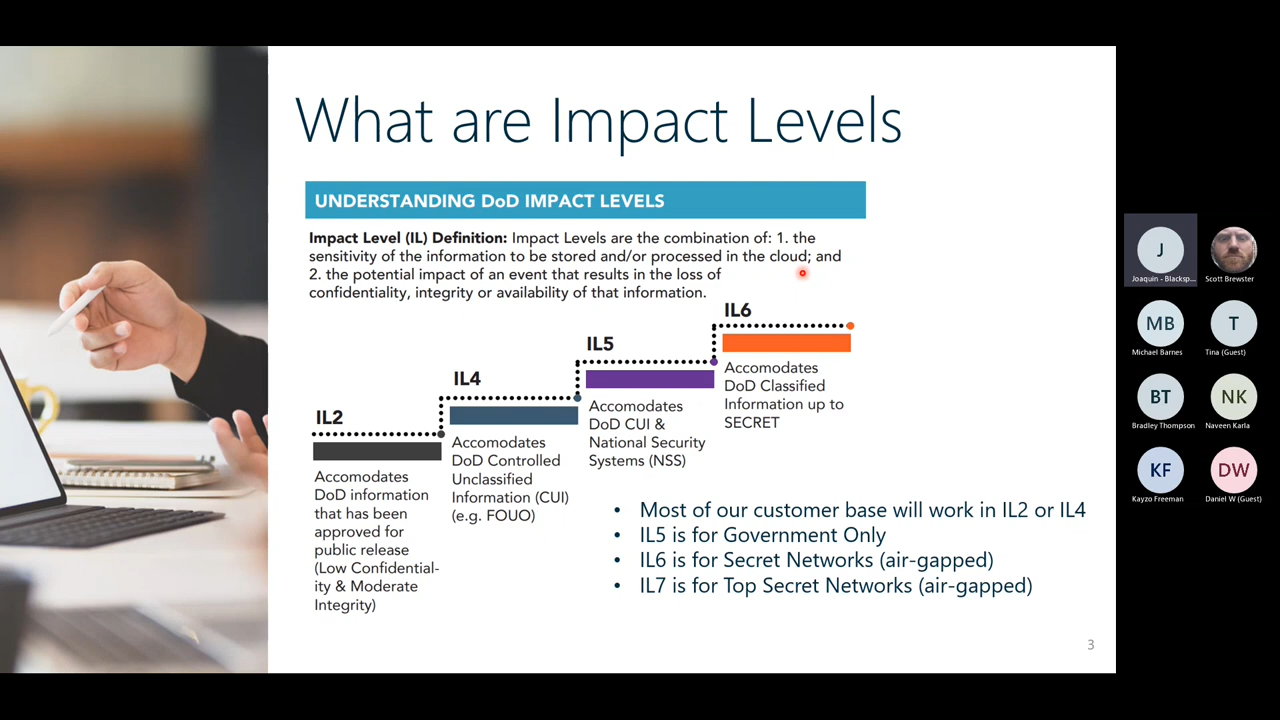 What are Impact Levels
UNDERSTANDING DoD IMPACT LEVELS
Impact Level (IL) Definition: Impact Levels are the combination of: 1. the
sensitivity of the information to be stored and/or processed in the cloud; and
2. the potential impact of an event that results in the loss of
confidentiality, integrity or availability of that information.
IL2
Accomodates
DoD information
that has been
approved for
public release
(Low Confidential-
ity & Moderate
Integrity)
IL4
Accomodates
DoD Controlled
Unclassified
Information (CUI)
(e.g. FOUO)
IL5
Accomodates
DoD CUI &
National Security
Systems (NSS)
IL6
Accomodates
DoD Classified
Information up to
SECRET
• Most of our customer base will work in IL2 or IL4
• IL5 is for Government Only
• IL6 is for Secret Networks (air-gapped)
• IL7 is for Top Secret Networks (air-gapped)
3
J
Joaquin - Blacksp...
Scott Brewster
MB
Michael Barnes
T
Tina (Guest)
BT
Bradley Thompson
NK
Naveen Karla
KF
Kayzo Freeman
DW
Daniel W (Guest)